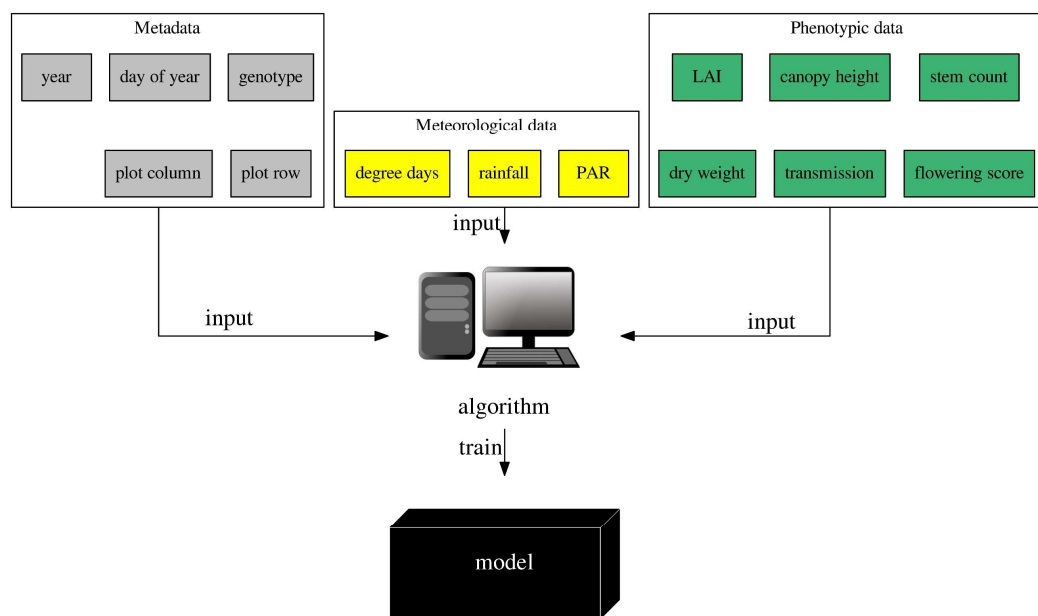 Metadata
year
day of year
genotype
plot column
plot row
Meteorological data
degree days
rainfall
PAR
Phenotypic data
LAI
canopy height
stem count
dry weight
transmission
flowering score
input
input
input
algorithm
train
model